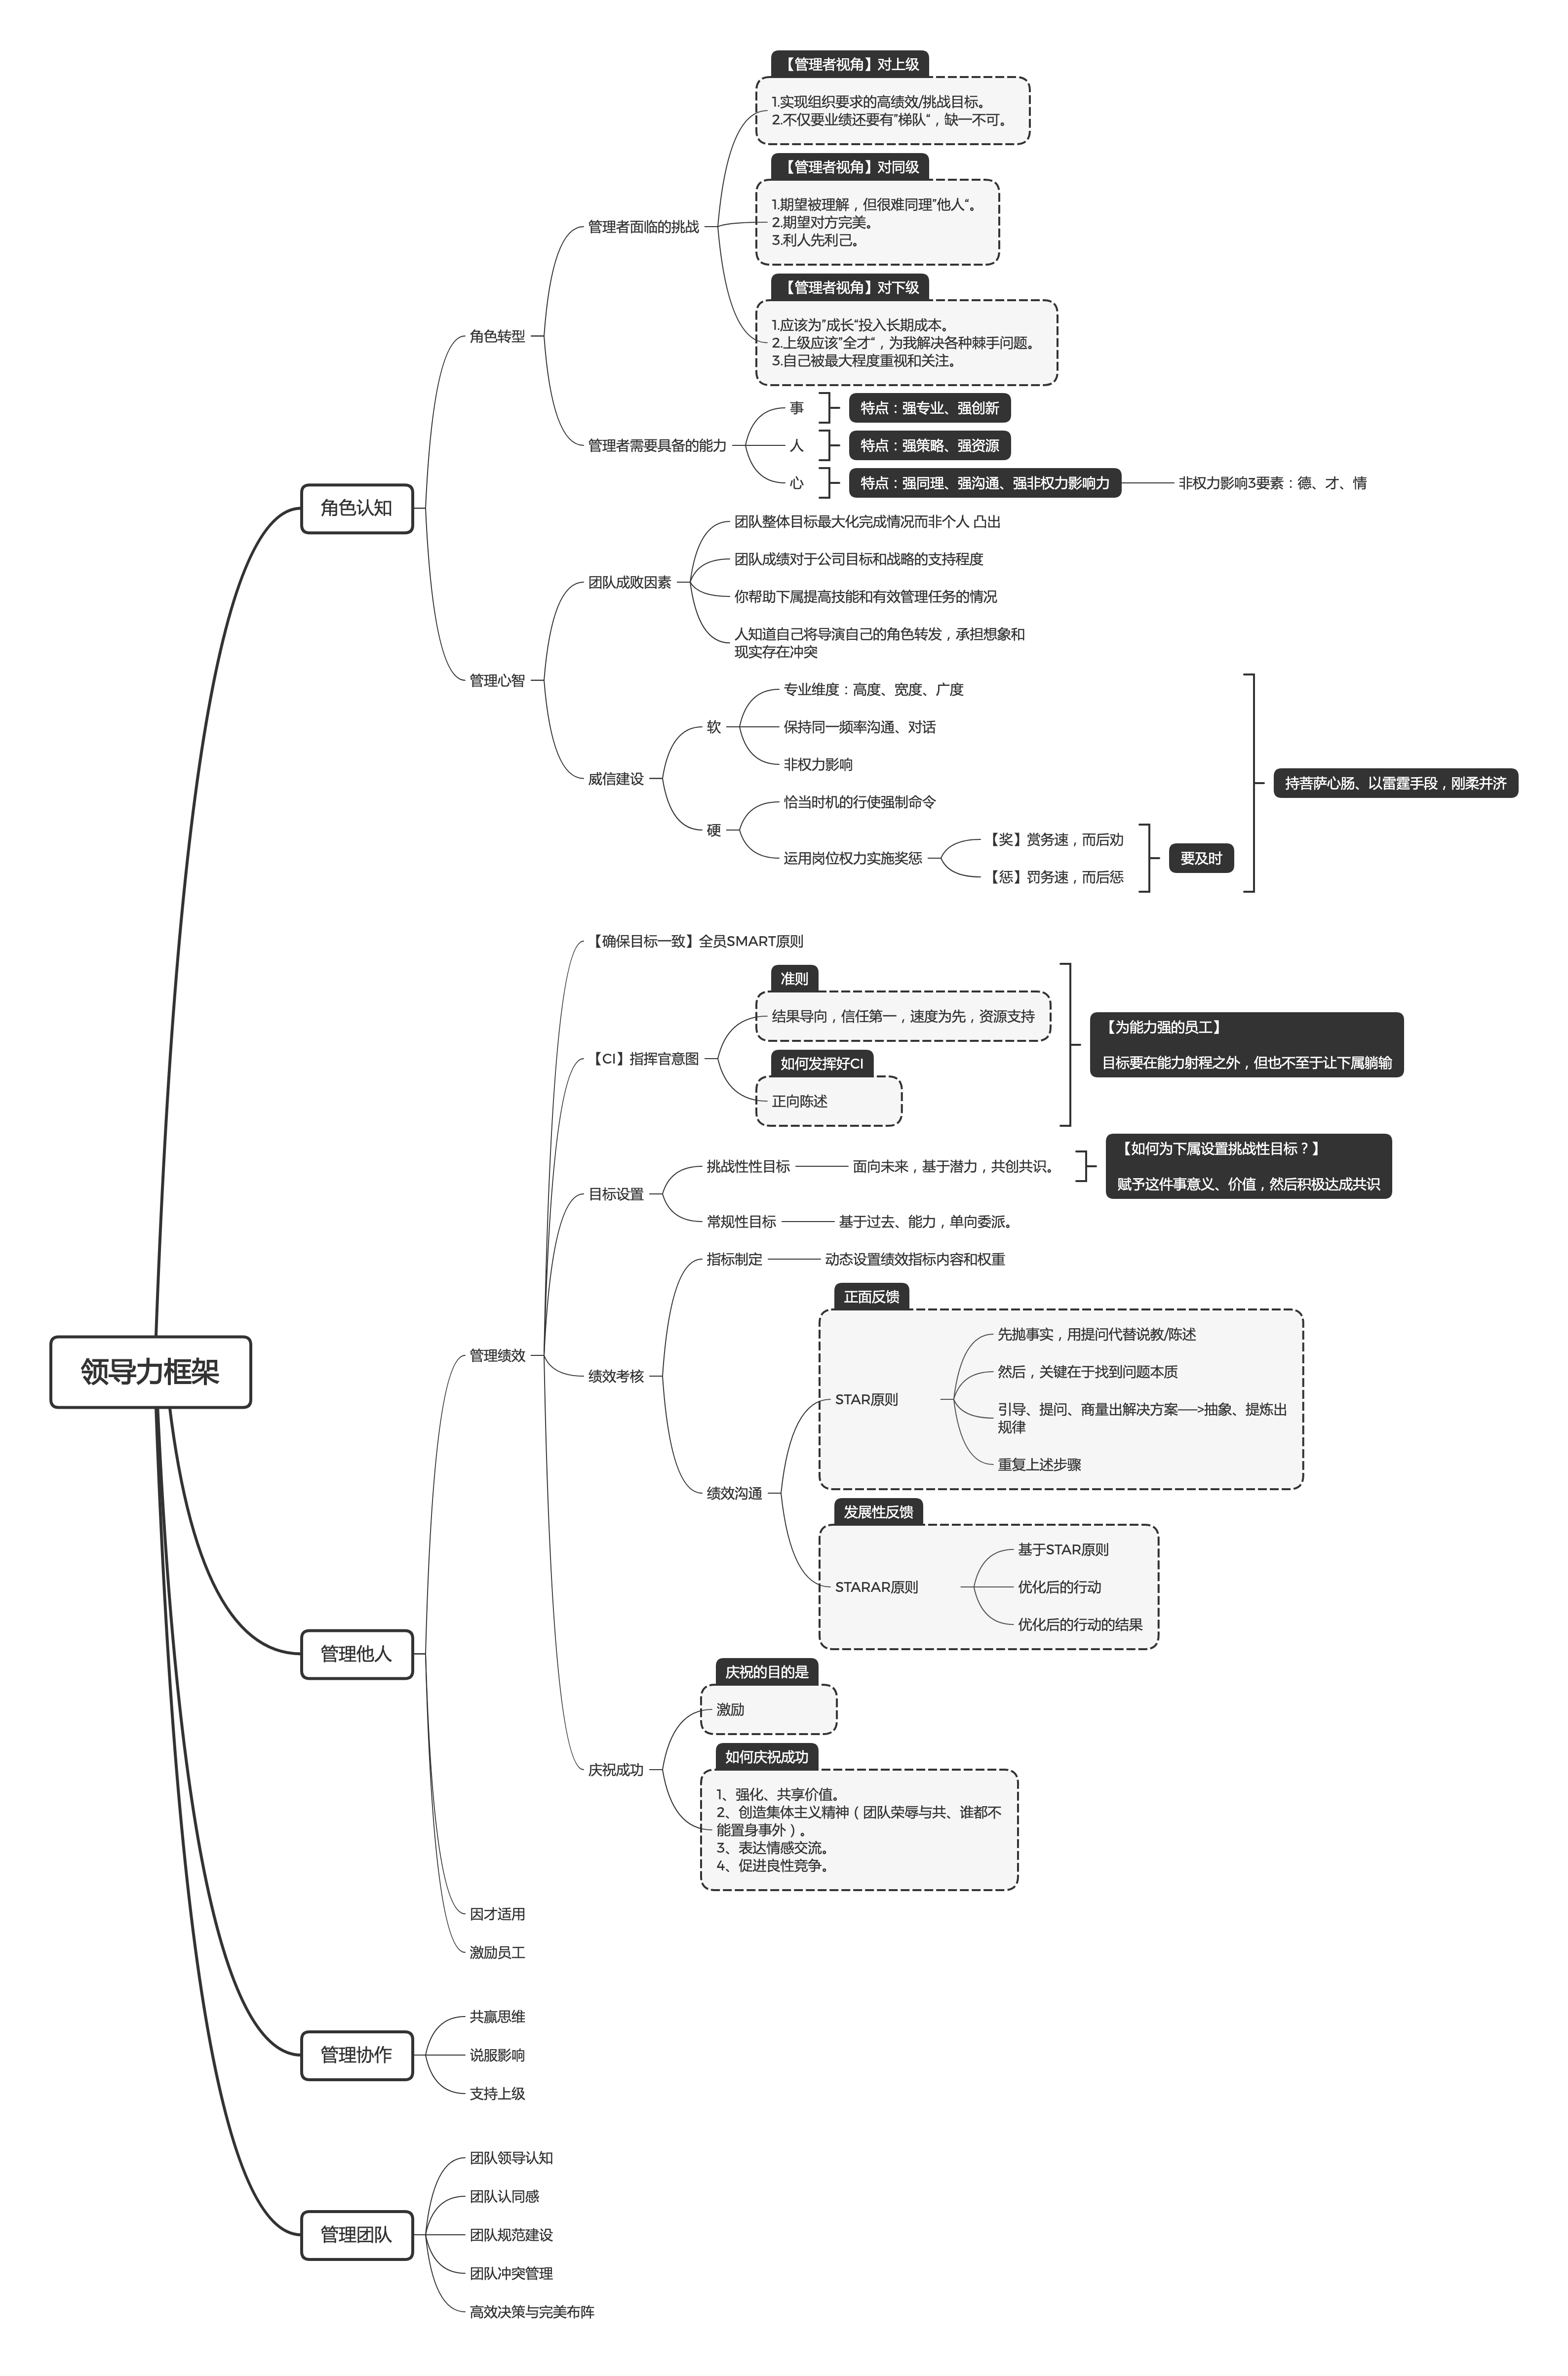 领导力框架
角色认知
角色转型
管理者面临的挑战
【管理者视角】对上级
1.实现组织要求的高绩效/挑战目标。
2.不仅要业绩还要有"梯队“，缺一不可。
【管理者视角】对同级
1.期望被理解，但很难同理"他人“。
2.期望对方完美。
3.利人先利己。
【管理者视角】对下级
1.应该为"成长“投入长期成本。
2.上级应该"全才“，为我解决各种棘手问题。
3.自己被最大程度重视和关注。
管理者需要具备的能力
事
特点：强专业、强创新
人
特点：强策略、强资源
心
特点：强同理、强沟通、强非权力影响力
非权力影响3要素：德、才、情
管理心智
团队成败因素
团队整体目标最大化完成情况而非个人 凸出
团队成绩对于公司目标和战略的支持程度
你帮助下属提高技能和有效管理任务的情况
人知道自己将导演自己的角色转发，承担想象和
现实存在冲突
威信建设
软
专业维度：高度、宽度、广度
保持同一频率沟通、对话
非权力影响
硬
恰当时机的行使强制命令
运用岗位权力实施奖惩
【奖】赏务速，而后劝
【惩】罚务速，而后惩
要及时
持菩萨心肠、以雷霆手段，刚柔并济
管理他人
管理绩效
【确保目标一致】全员SMART原则
【CI】指挥官意图
准则
结果导向，信任第一，速度为先，资源支持
如何发挥好CI
正向陈述
【为能力强的员工】
目标要在能力射程之外，但也不至于让下属躺输
目标设置
挑战性性目标
面向未来，基于潜力，共创共识。
【如何为下属设置挑战性目标？】
赋予这件事意义、价值，然后积极达成共识
常规性目标
基于过去、能力，单向委派。
绩效考核
指标制定
动态设置绩效指标内容和权重
绩效沟通
正面反馈
STAR原则
先抛事实，用提问代替说教/陈述
然后，关键在于找到问题本质
引导、提问、商量出解决方案——>抽象、提炼出
规律
重复上述步骤
发展性反馈
STARAR原则
基于STAR原则
优化后的行动
优化后的行动的结果
庆祝成功
庆祝的目的是
激励
如何庆祝成功
1、强化、共享价值。
2、创造集体主义精神（团队荣辱与共、谁都不
能置身事外）。
3、表达情感交流。
4、促进良性竞争。
因才适用
激励员工
管理协作
共赢思维
说服影响
支持上级
管理团队
团队领导认知
团队认同感
团队规范建设
团队冲突管理
高效决策与完美布阵